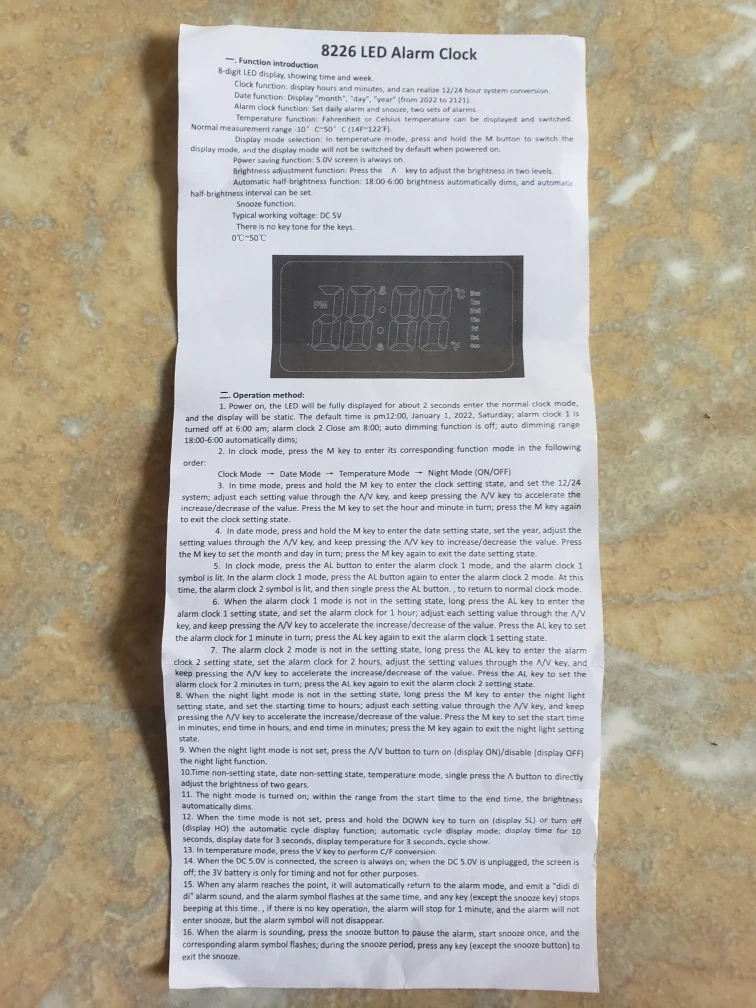 8226 LED Alarm Clock
一. Function introduction
8-digit LED display, showing time and week.
Clock function: display hours and minutes, and can realize 12/24 hour system conversion.
Date function: Display "month", "day", "year" (from 2022 to 2121).
Alarm clock function: Set daily alarm and snooze, two sets of alarms.
Temperature function: Fahrenheit or Celsius temperature can be displayed and switched.
Normal measurement range -10° C~50° C (14F~122°F).
Display mode selection: In temperature mode, press and hold the M button to switch the
display mode, and the display mode will not be switched by default when powered on.
Power saving function: 5.0V screen is always on.
Brightness adjustment function: Press the Λ key to adjust the brightness in two levels.
Automatic half-brightness function: 18:00-6:00 brightness automatically dims, and automatic
half-brightness interval can be set.
Snooze function.
Typical working voltage: DC 5V
There is no key tone for the keys.
0℃~50℃
PM
℃
℉
二. Operation method:
1. Power on, the LED will be fully displayed for about 2 seconds enter the normal clock mode,
and the display will be static. The default time is pm12:00, January 1, 2022, Saturday; alarm clock 1 is
turned off at 6:00 am; alarm clock 2 Close am 8:00; auto dimming function is off; auto dimming range
18:00-6:00 automatically dims;
2. In clock mode, press the M key to enter its corresponding function mode in the following
order:
Clock Mode → Date Mode → Temperature Mode → Night Mode (ON/OFF)
3. In time mode, press and hold the M key to enter the clock setting state, and set the 12/24
system; adjust each setting value through the Λ/V key, and keep pressing the Λ/V key to accelerate the
increase/decrease of the value. Press the M key to set the hour and minute in turn; press the M key again
to exit the clock setting state.
4. In date mode, press and hold the M key to enter the date setting state, set the year, adjust the
setting values through the Λ/V key, and keep pressing the Λ/V key to increase/decrease the value. Press
the M key to set the month and day in turn; press the M key again to exit the date setting state.
5. In clock mode, press the AL button to enter the alarm clock 1 mode, and the alarm clock 1
symbol is lit. In the alarm clock 1 mode, press the AL button again to enter the alarm clock 2 mode. At this
time, the alarm clock 2 symbol is lit, and then single press the AL button. , to return to normal clock mode.
6. When the alarm clock 1 mode is not in the setting state, long press the AL key to enter the
alarm clock 1 setting state, and set the alarm clock for 1 hour; adjust each setting value through the Λ/V
key, and keep pressing the Λ/V key to accelerate the increase/decrease of the value. Press the AL key to set
the alarm clock for 1 minute in turn; press the AL key again to exit the alarm clock 1 setting state.
7. The alarm clock 2 mode is not in the setting state, long press the AL key to enter the alarm
clock 2 setting state, set the alarm clock for 2 hours, adjust the setting values through the Λ/V key, and
keep pressing the Λ/V key to accelerate the increase/decrease of the value. Press the AL key to set the
alarm clock for 2 minutes in turn; press the AL key again to exit the alarm clock 2 setting state.
8. When the night light mode is not in the setting state, long press the M key to enter the night light
setting state, and set the starting time to hours; adjust each setting value through the Λ/V key, and keep
pressing the Λ/V key to accelerate the increase/decrease of the value. Press the M key to set the start time
in minutes, end time in hours, and end time in minutes; press the M key again to exit the night light setting
state.
9. When the night light mode is not set, press the Λ/V button to turn on (display ON)/disable (display OFF)
the night light function.
10.Time non-setting state, date non-setting state, temperature mode, single press the Λ button to directly
adjust the brightness of two gears.
11. The night mode is turned on; within the range from the start time to the end time, the brightness
automatically dims.
12. When the time mode is not set, press and hold the DOWN key to turn on (display SL) or turn off
(display HO) the automatic cycle display function; automatic cycle display mode; display time for 10
seconds, display date for 3 seconds, display temperature for 3 seconds, cycle show.
13. In temperature mode, press the V key to perform C/F conversion.
14. When the DC 5.0V is connected, the screen is always on; when the DC 5.0V is unplugged, the screen is
off; the 3V battery is only for timing and not for other purposes.
15. When any alarm reaches the point, it will automatically return to the alarm mode, and emit a "didi di
di" alarm sound, and the alarm symbol flashes at the same time, and any key (except the snooze key) stops
beeping at this time. , if there is no key operation, the alarm will stop for 1 minute, and the alarm will not
enter snooze, but the alarm symbol will not disappear.
16. When the alarm is sounding, press the snooze button to pause the alarm, start snooze once, and the
corresponding alarm symbol flashes; during the snooze period, press any key (except the snooze button) to
exit the snooze.